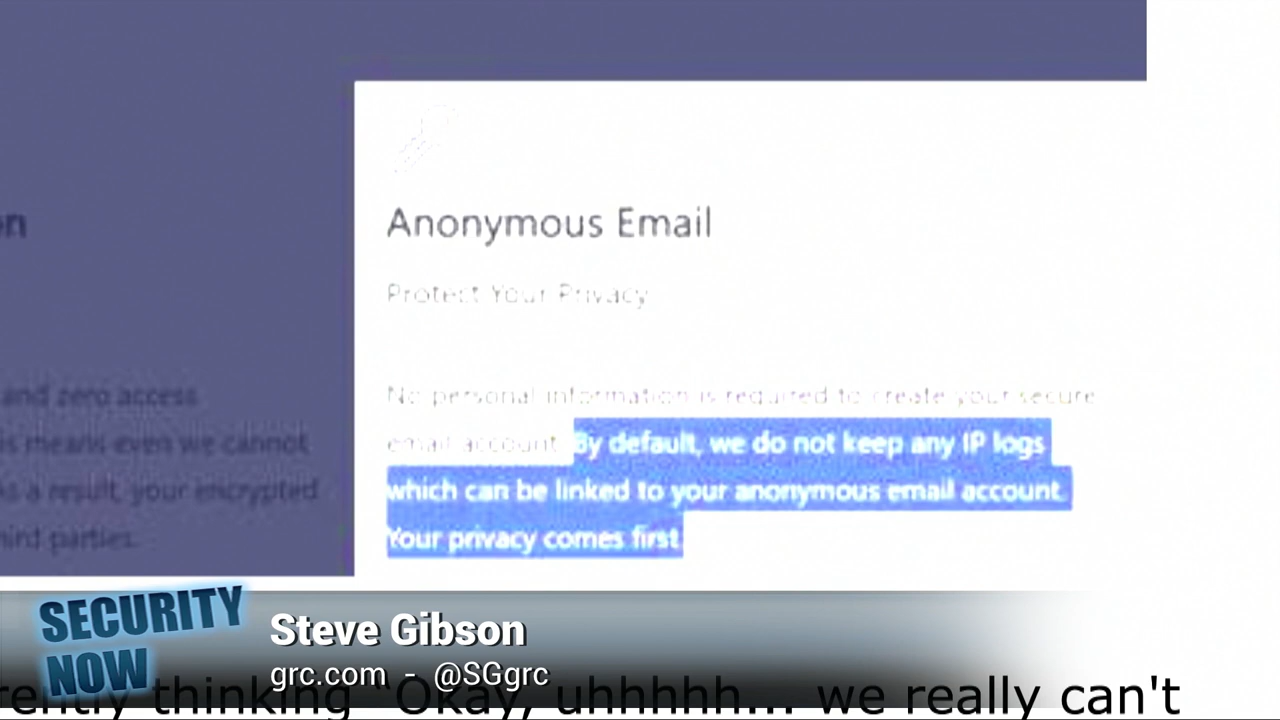 on
and zero access
is means even we cannot
As a result, your encrypted
hird parties.
Anonymous Email
Protect Your Privacy
No personal information is required to create your secure
email account. By default, we do not keep any IP logs
which can be linked to your anonymous email account.
Your privacy comes first.
SECURITY
NOW
Steve Gibson
grc.com - @SGgrc
rently thinking "Okay, uhhhhh... we really can't